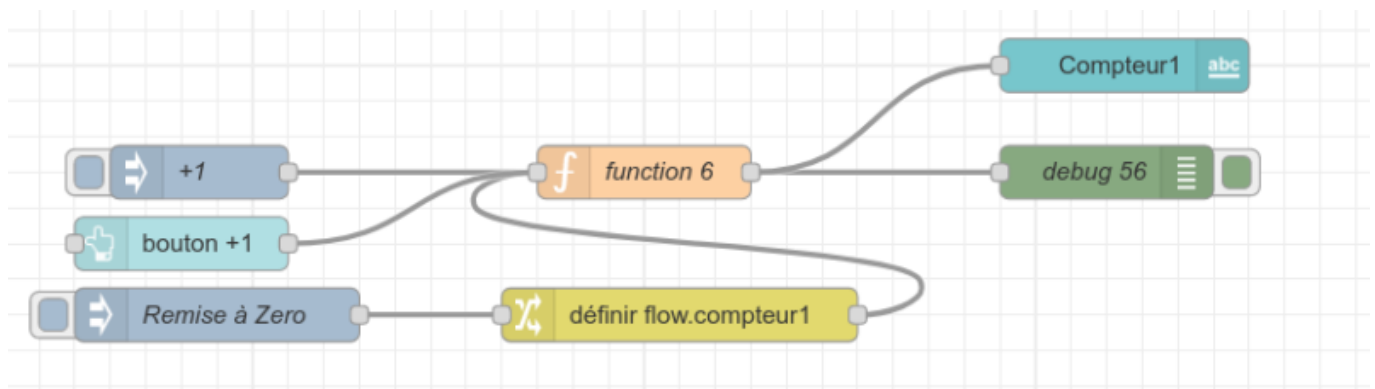 Compteur1
abc
+1
function 6
debug 56
bouton +1
Remise à Zero
définir flow.compteur1